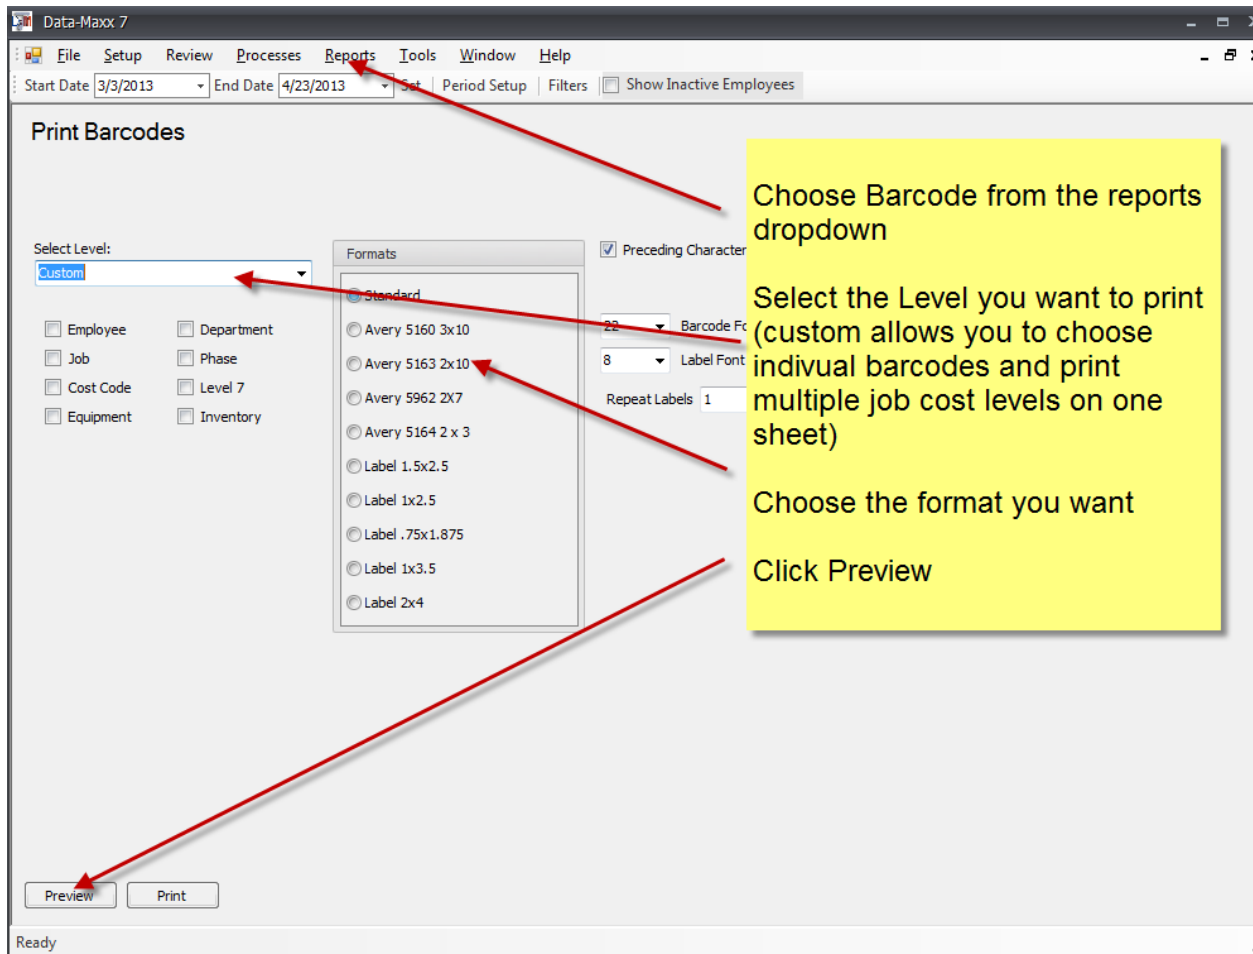 Data-Maxx 7
File Setup Review Processes Reports Tools Window Help
Start Date 3/3/2013 End Date 4/23/2013 Set Period Setup Filters Show Inactive Employees
Print Barcodes
Select Level:
Custom
Employee Department
Job Phase
Cost Code Level 7
Equipment Inventory
Formats
Standard
Avery 5160 3x10
Avery 5163 2x10
Avery 5962 2X7
Avery 5164 2 x 3
Label 1.5x2.5
Label 1x2.5
Label .75x1.875
Label 1x3.5
Label 2x4
Preceding Character
22 Barcode
8 Label Font
Repeat Labels 1
Choose Barcode from the reports
dropdown
Select the Level you want to print
(custom allows you to choose
indivual barcodes and print
multiple job cost levels on one
sheet)
Choose the format you want
Click Preview
Preview Print
Ready